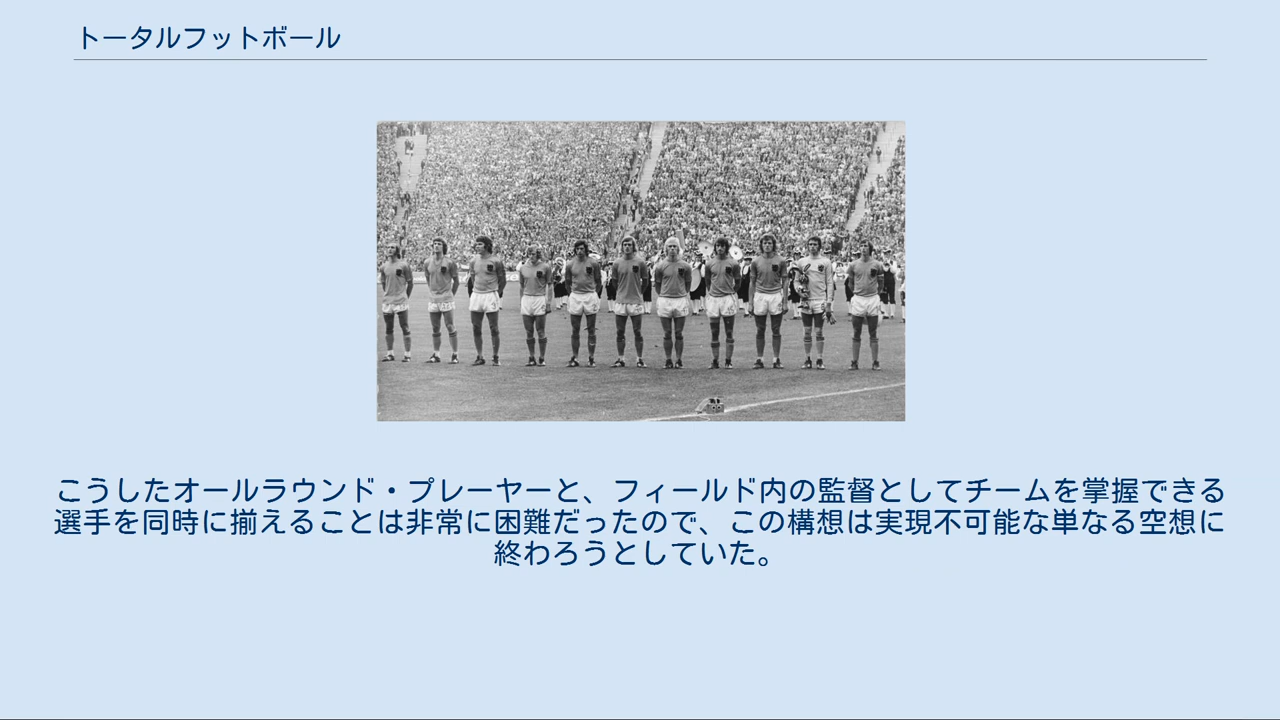 トータルフットボール
こうしたオールラウンド・プレーヤーと、フィールド内の監督としてチームを掌握できる
選手を同時に揃えることは非常に困難だったので、この構想は実現不可能な単なる空想に
終わろうとしていた。